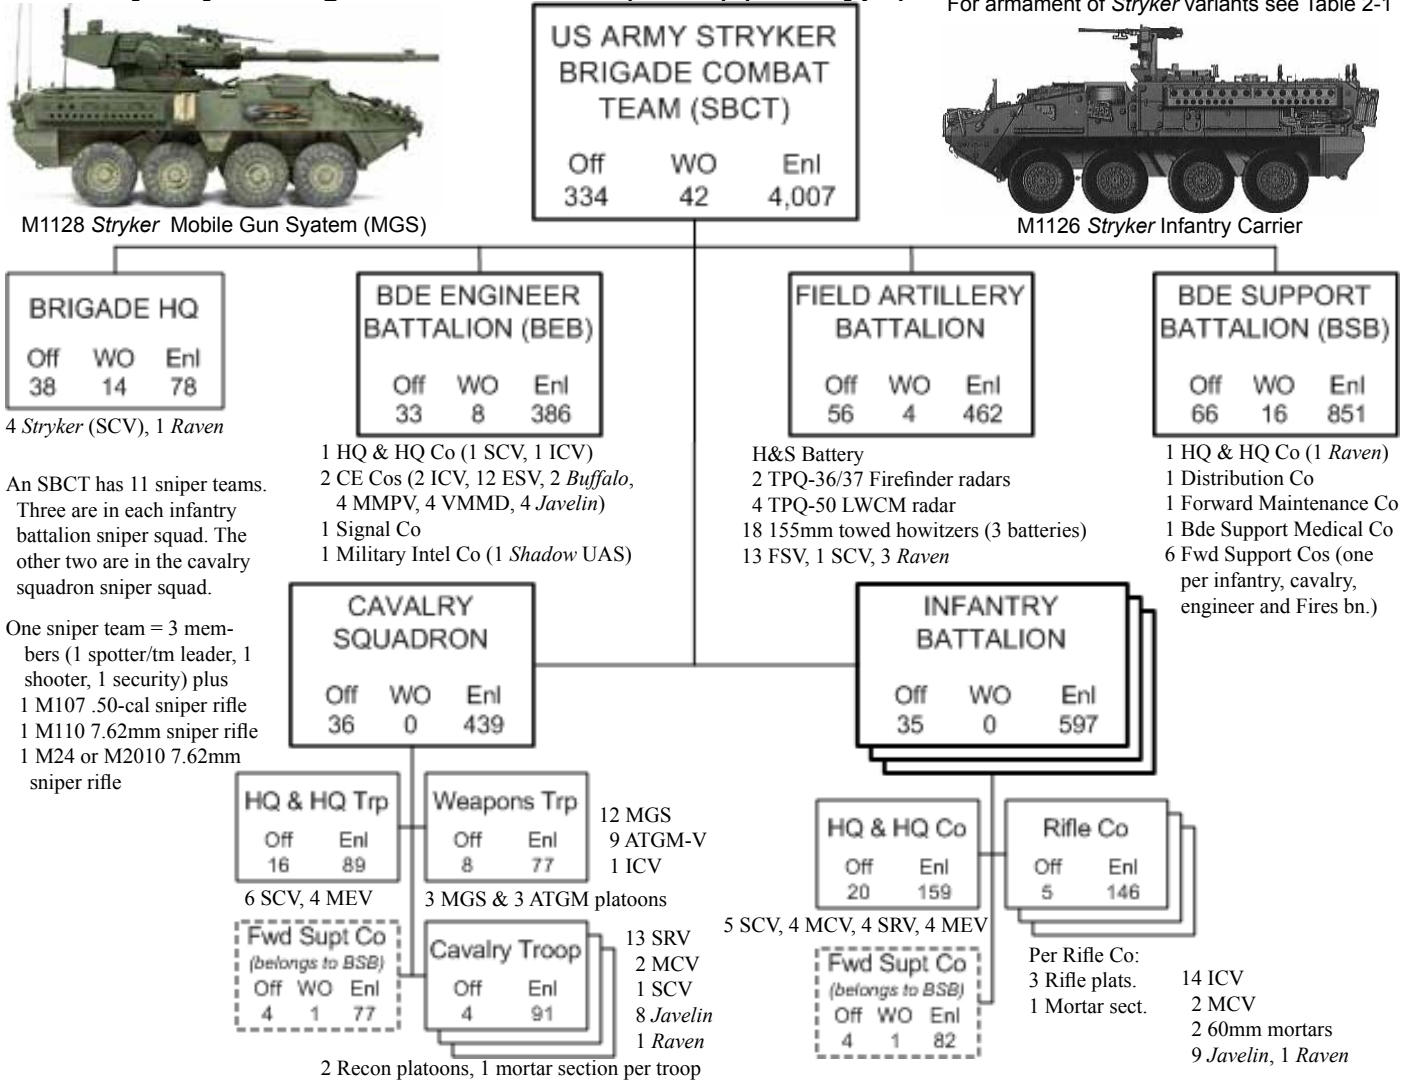 For armament of Stryker variants see Table 2-1
US ARMY STRYKER
BRIGADE COMBAT
TEAM (SBCT)
Off WO Enl
334 42 4,007
M1128 Stryker Mobile Gun Syatem (MGS)
M1126 Stryker Infantry Carrier
BRIGADE HQ
Off WO Enl
38 14 78
4 Stryker (SCV), 1 Raven
BDE ENGINEER
BATTALION (BEB)
Off WO Enl
33 8 386
1 HQ & HQ Co (1 SCV, 1 ICV)
2 CE Cos (2 ICV, 12 ESV, 2 Buffalo,
4 MMPV, 4 VMMD, 4 Javelin)
1 Signal Co
1 Military Intel Co (1 Shadow UAS)
FIELD ARTILLERY
BATTALION
Off WO Enl
56 4 462
H&S Battery
2 TPQ-36/37 Firefinder radars
4 TPQ-50 LWCM radar
18 155mm towed howitzers (3 batteries)
13 FSV, 1 SCV, 3 Raven
BDE SUPPORT
BATTALION (BSB)
Off WO Enl
66 16 851
1 HQ & HQ Co (1 Raven)
1 Distribution Co
1 Forward Maintenance Co
1 Bde Support Medical Co
6 Fwd Support Cos (one
per infantry, cavalry,
engineer and Fires bn.)
An SBCT has 11 sniper teams.
Three are in each infantry
battalion sniper squad. The
other two are in the cavalry
squadron sniper squad.
One sniper team = 3 mem-
bers (1 spotter/tm leader, 1
shooter, 1 security) plus
1 M107 .50-cal sniper rifle
1 M110 7.62mm sniper rifle
1 M24 or M2010 7.62mm
sniper rifle
CAVALRY
SQUADRON
Off WO Enl
36 0 439
HQ & HQ Trp
Off Enl
16 89
6 SCV, 4 MEV
Weapons Trp
Off Enl
8 77
12 MGS
9 ATGM-V
1 ICV
3 MGS & 3 ATGM platoons
Fwd Supt Co
(belongs to BSB)
Off WO Enl
4 1 77
Cavalry Troop
Off Enl
4 91
13 SRV
2 MCV
1 SCV
8 Javelin
1 Raven
2 Recon platoons, 1 mortar section per troop
INFANTRY
BATTALION
Off WO Enl
35 0 597
HQ & HQ Co
Off Enl
20 159
5 SCV, 4 MCV, 4 SRV, 4 MEV
Rifle Co
Off Enl
5 146
Fwd Supt Co
(belongs to BSB)
Off WO Enl
4 1 82
Per Rifle Co:
3 Rifle plats.
1 Mortar sect.
14 ICV
2 MCV
2 60mm mortars
9 Javelin, 1 Raven